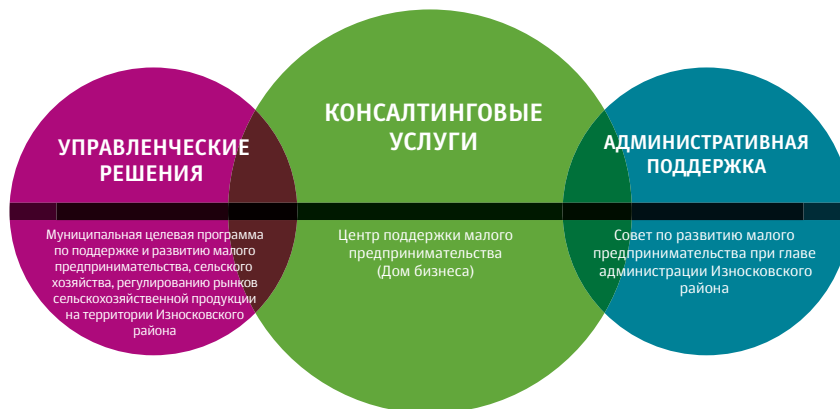 УПРАВЛЕНЧЕСКИЕ
РЕШЕНИЯ
Муниципальная целевая программа
по поддержке и развитию малого
предпринимательства, сельского
хозяйства, регулированию рынков
сельскохозяйственной продукции
на территории Износковского
района
КОНСАЛТИНГОВЫЕ
УСЛУГИ
Центр поддержки малого
предпринимательства
(Дом бизнеса)
АДМИНИСТРАТИВНАЯ
ПОДДЕРЖКА
Совет по развитию малого
предпринимательства при главе
администрации Износковского
района